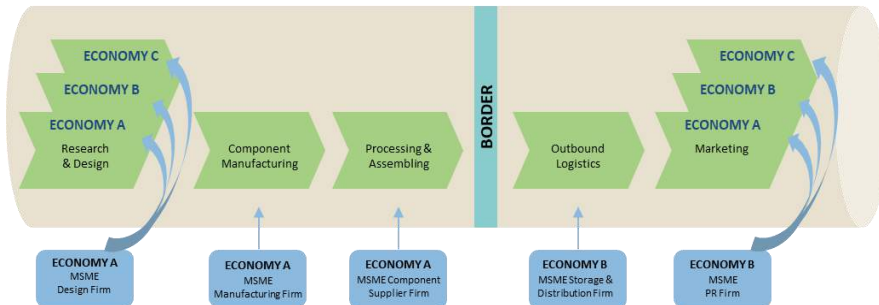 ECONOMY C
ECONOMY B
ECONOMY A
Research
& Design
Component
Manufacturing
Processing &
Assembling
BORDER
Outbound
Logistics
ECONOMY C
ECONOMY B
ECONOMY A
Marketing
ECONOMY A
MSME
Design Firm
ECONOMY A
MSME
Manufacturing Firm
ECONOMY A
MSME Component
Supplier Firm
ECONOMY B
MSME Storage &
Distribution Firm
ECONOMY B
MSME
PR Firm